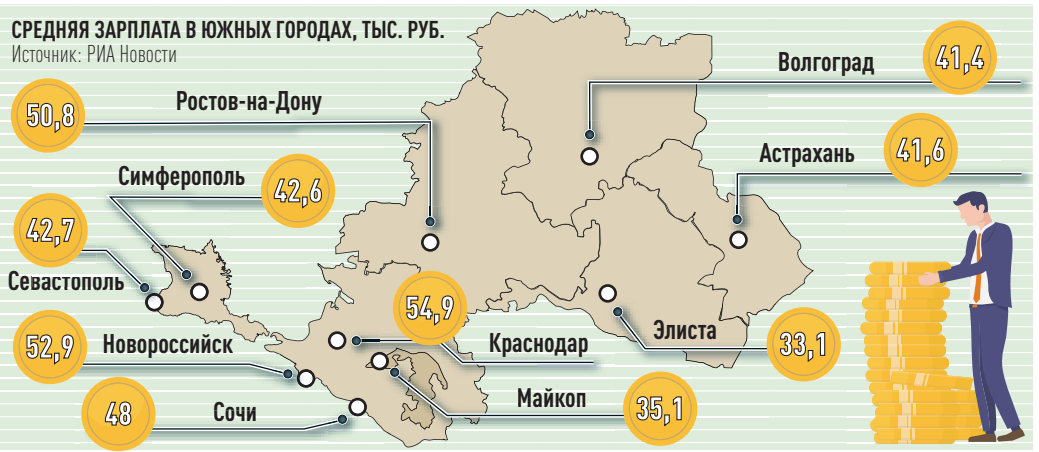 СРЕДНЯЯ ЗАРПЛАТА В ЮЖНЫХ ГОРОДАХ, ТЫС. РУБ.
Источник: РИА Новости
50,8
Ростов-на-Дону
Волгоград
41,4
Симферополь
42,6
Астрахань
41,6
42,7
Севастополь
54,9
Краснодар
52,9
Новороссийск
Элиста
33,1
48
Сочи
Майкоп
35,1